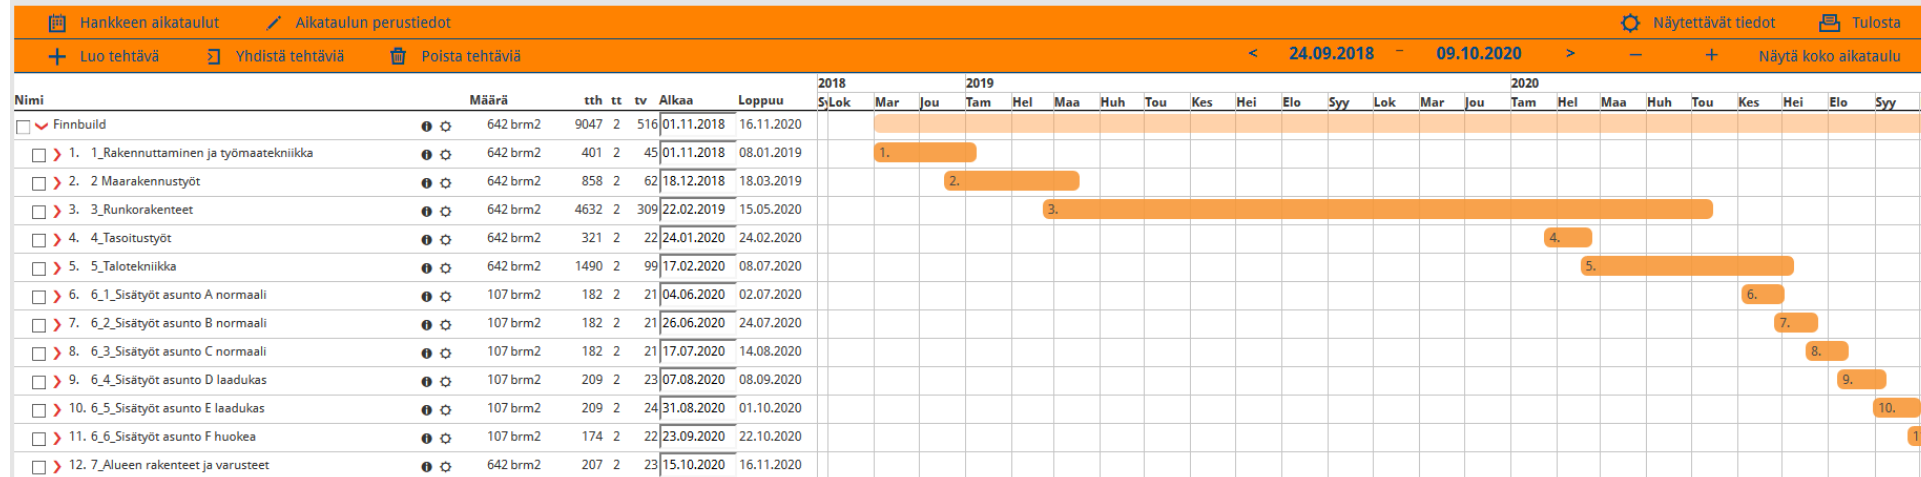 Hankkeen aikataulut Aikataulun perustiedot Näytettävät tiedot Tulosta
Luo tehtävä Yhdistä tehtäviä Poista tehtäviä < 24.09.2018 – 09.10.2020 > − + Näytä koko aikataulu
2018 2019 2020
Nimi Määrä tth tt tv Alkaa Loppuu Lok Mar Jou Tam Hel Maa Huh Tou Kes Hei Elo Syy Lok Mar Jou Tam Hel Maa Huh Tou Kes Hei Elo Syy
Finnbuild 642 brm2 9047 2 516 01.11.2018 16.11.2020
1. 1_Rakennuttaminen ja työmaatekniikka 642 brm2 401 2 45 01.11.2018 08.01.2019 1.
2. 2 Maarakennustyöt 642 brm2 858 2 62 18.12.2018 18.03.2019 2.
3. 3_Runkorakenteet 642 brm2 4632 2 309 22.02.2019 15.05.2020 3.
4. 4_Tasoitustyöt 642 brm2 321 2 22 24.01.2020 24.02.2020 4.
5. 5_Talotekniikka 642 brm2 1490 2 99 17.02.2020 08.07.2020 5.
6. 6_1_Sisätyöt asunto A normaali 107 brm2 182 2 21 04.06.2020 02.07.2020 6.
7. 6_2_Sisätyöt asunto B normaali 107 brm2 182 2 21 26.06.2020 24.07.2020 7.
8. 6_3_Sisätyöt asunto C normaali 107 brm2 182 2 21 17.07.2020 14.08.2020 8.
9. 6_4_Sisätyöt asunto D laadukas 107 brm2 209 2 23 07.08.2020 08.09.2020 9.
10. 6_5_Sisätyöt asunto E laadukas 107 brm2 209 2 24 31.08.2020 01.10.2020 10.
11. 6_6_Sisätyöt asunto F huokea 107 brm2 174 2 22 23.09.2020 22.10.2020
12. 7_Alueen rakenteet ja varusteet 642 brm2 207 2 23 15.10.2020 16.11.2020